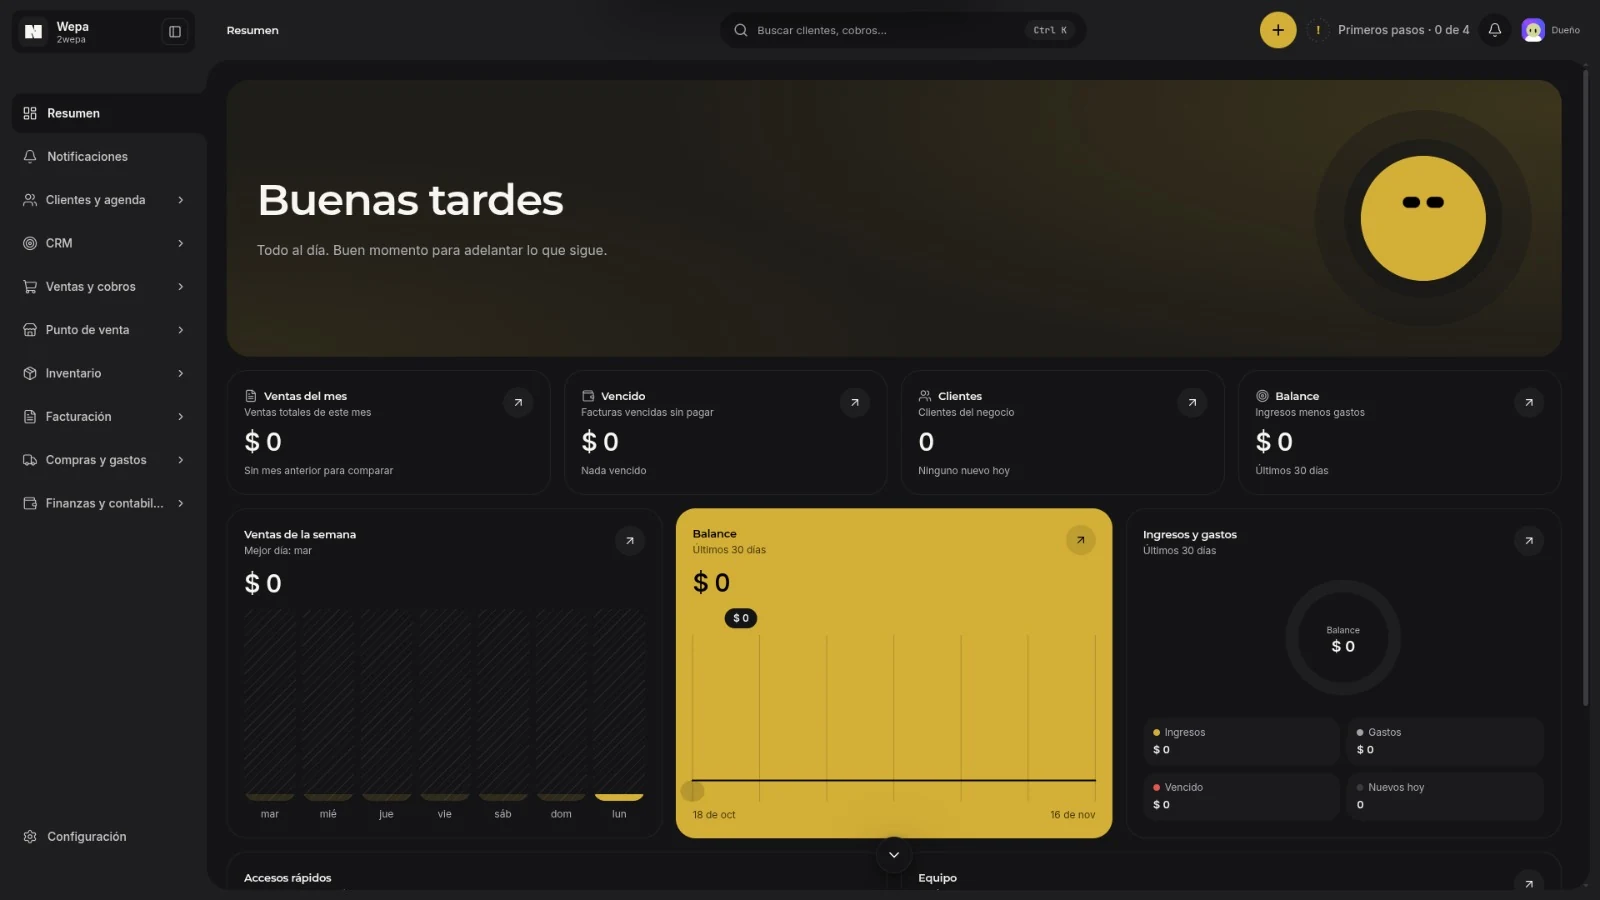 Wepa
2wepa
Resumen
Buscar clientes, cobros...
Ctrl K
Primeros pasos · 0 de 4
Dueño
Resumen
Notificaciones
Clientes y agenda
CRM
Ventas y cobros
Punto de venta
Inventario
Facturación
Compras y gastos
Finanzas y contabil...
Configuración
Buenas tardes
Todo al día. Buen momento para adelantar lo que sigue.
Ventas del mes
Ventas totales de este mes
$ 0
Sin mes anterior para comparar
Vencido
Facturas vencidas sin pagar
$ 0
Nada vencido
Clientes
Clientes del negocio
0
Ninguno nuevo hoy
Balance
Ingresos menos gastos
$ 0
Últimos 30 días
Ventas de la semana
Mejor día: mar
$ 0
mar mié jue vie sáb dom lun
Balance
Últimos 30 días
$ 0
$ 0
18 de oct 16 de nov
Ingresos y gastos
Últimos 30 días
Balance
$ 0
Ingresos
$ 0
Gastos
$ 0
Vencido
$ 0
Nuevos hoy
0
Accesos rápidos
Equipo